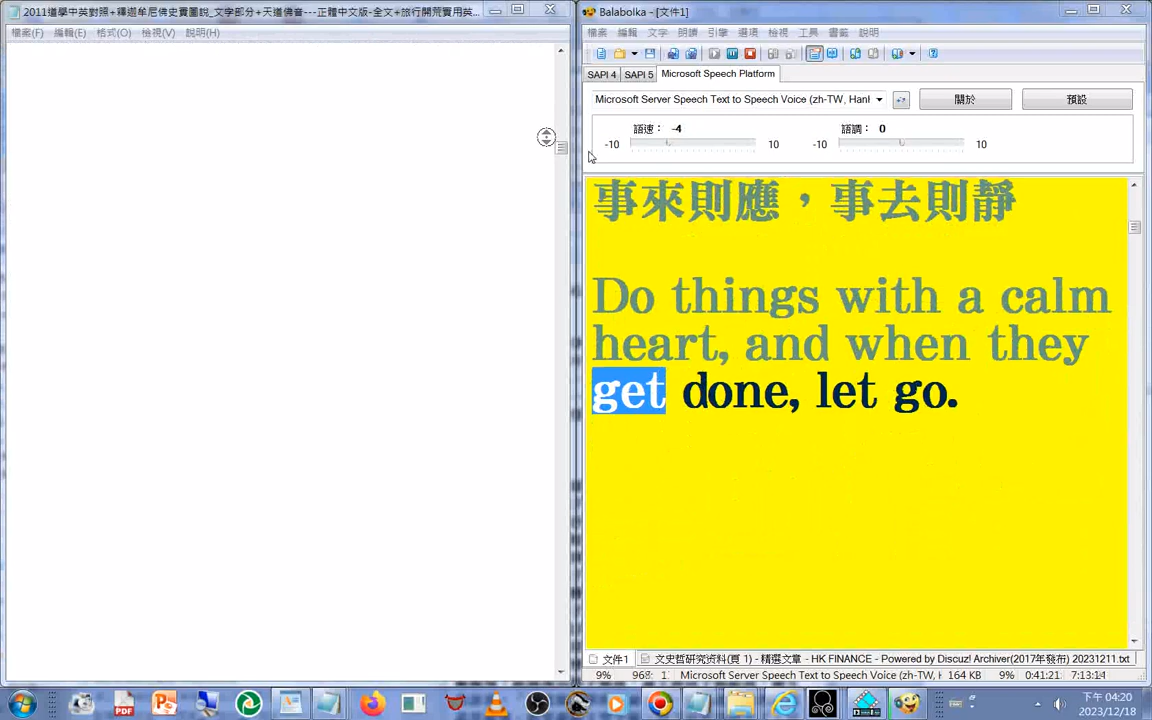 2011道學中英對照+釋迦牟尼佛史實圖說_文字部分+天道佛音---正體中文版-全文+旅行開荒實用英...
檔案(F) 編輯(E) 格式(O) 檢視(V) 說明(H)
Balabolka - [文件1]
檔案 編輯 文字 朗讀 引擎 選項 檢視 工具 書籤 說明
SAPI 4 SAPI 5 Microsoft Speech Platform
Microsoft Server Speech Text to Speech Voice (zh-TW, Hanl
關於 預設
語速： -4 語調： 0
-10 10 -10 10
事來則應，事去則靜
Do things with a calm
heart, and when they
get done, let go.
文件1 文史哲研究资料(頁 1) - 精選文章 - HK FINANCE - Powered by Discuz! Archiver(2017年發布) 20231211.txt
9% 968: 1 Microsoft Server Speech Text to Speech Voice (zh-TW, H 164 KB 9% 0:41:21 7:13:14
下午 04:20
2023/12/18